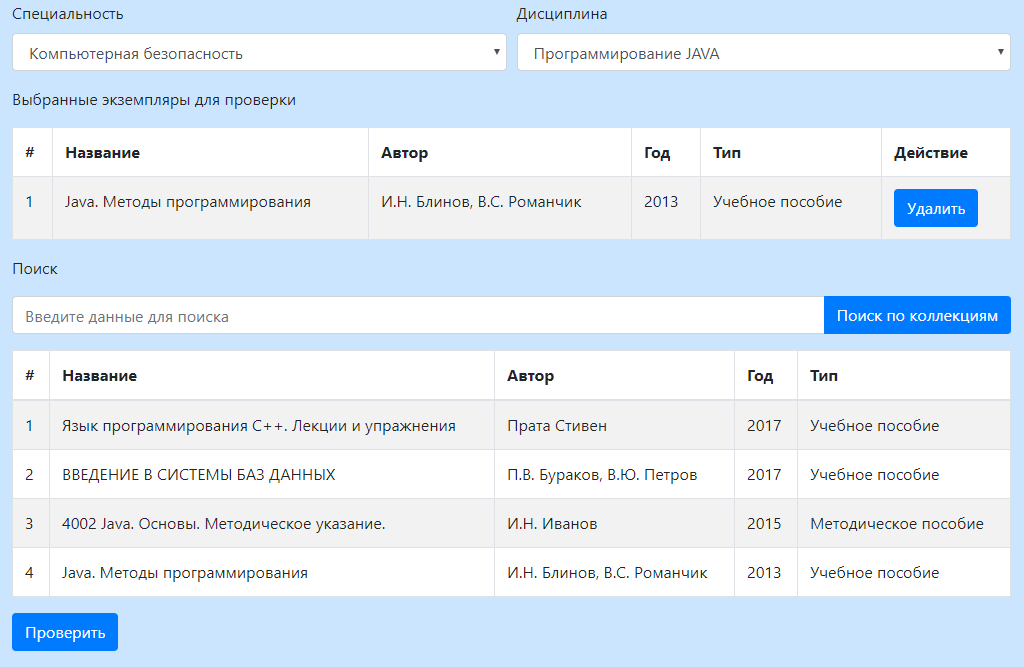 Специальность Дисциплина
Компьютерная безопасность Программирование JAVA
Выбранные экземпляры для проверки
# Название Автор Год Тип Действие
1 Java. Методы программирования И.Н. Блинов, В.С. Романчик 2013 Учебное пособие Удалить
Поиск
Введите данные для поиска Поиск по коллекциям
# Название Автор Год Тип
1 Язык программирования C++. Лекции и упражнения Прата Стивен 2017 Учебное пособие
2 ВВЕДЕНИЕ В СИСТЕМЫ БАЗ ДАННЫХ П.В. Бураков, В.Ю. Петров 2017 Учебное пособие
3 4002 Java. Основы. Методическое указание. И.Н. Иванов 2015 Методическое пособие
4 Java. Методы программирования И.Н. Блинов, В.С. Романчик 2013 Учебное пособие
Проверить